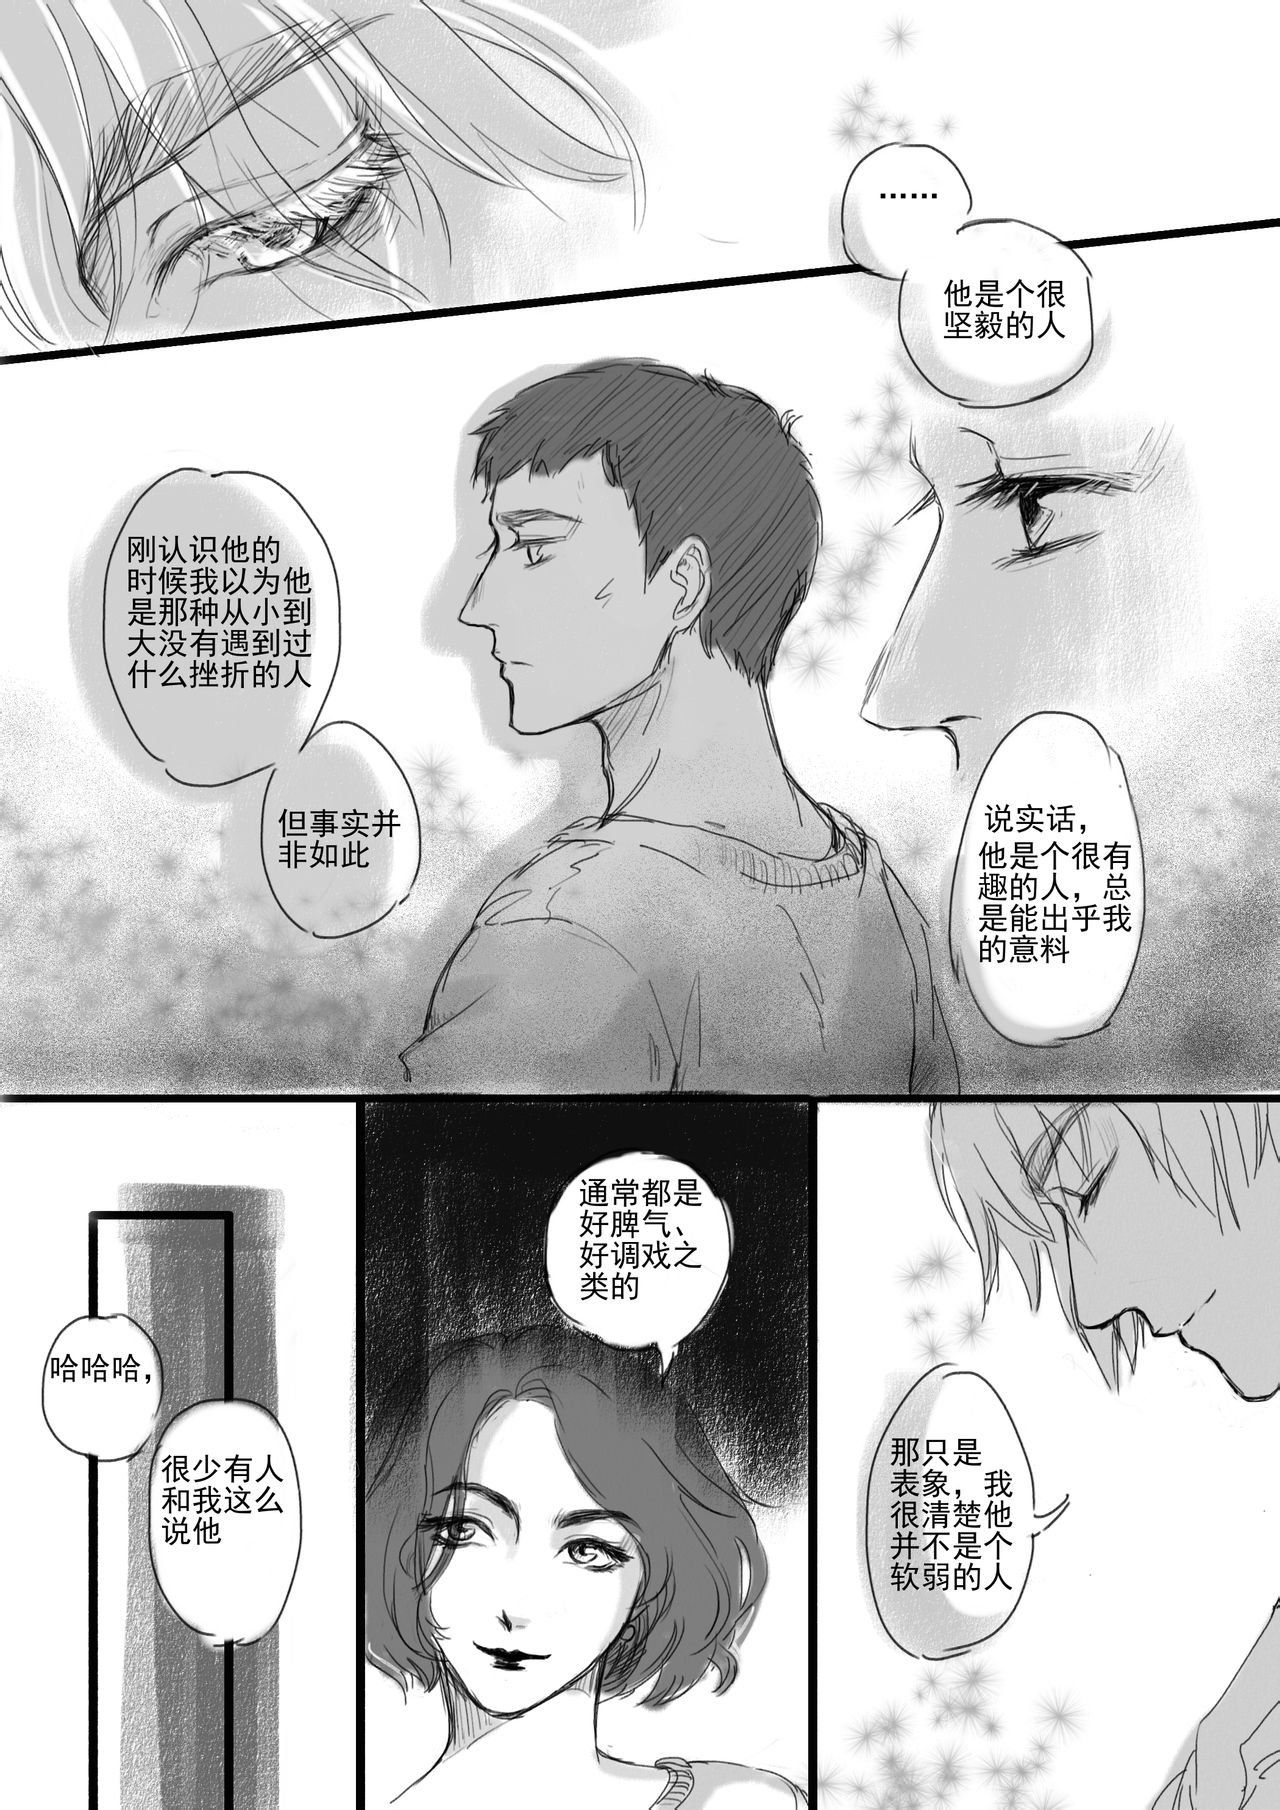 ……
他是个很
坚毅的人
刚认识他的
时候我以为他
是那种从小到
大没有遇到过
什么挫折的人
但事实并
非如此
说实话，
他是个很有
趣的人，总
是能出乎我
的意料
哈哈哈，
很少有人
和我这么
说他
通常都是
好脾气、
好调戏之
类的
那只是
表象，我
很清楚他
并不是个
软弱的人